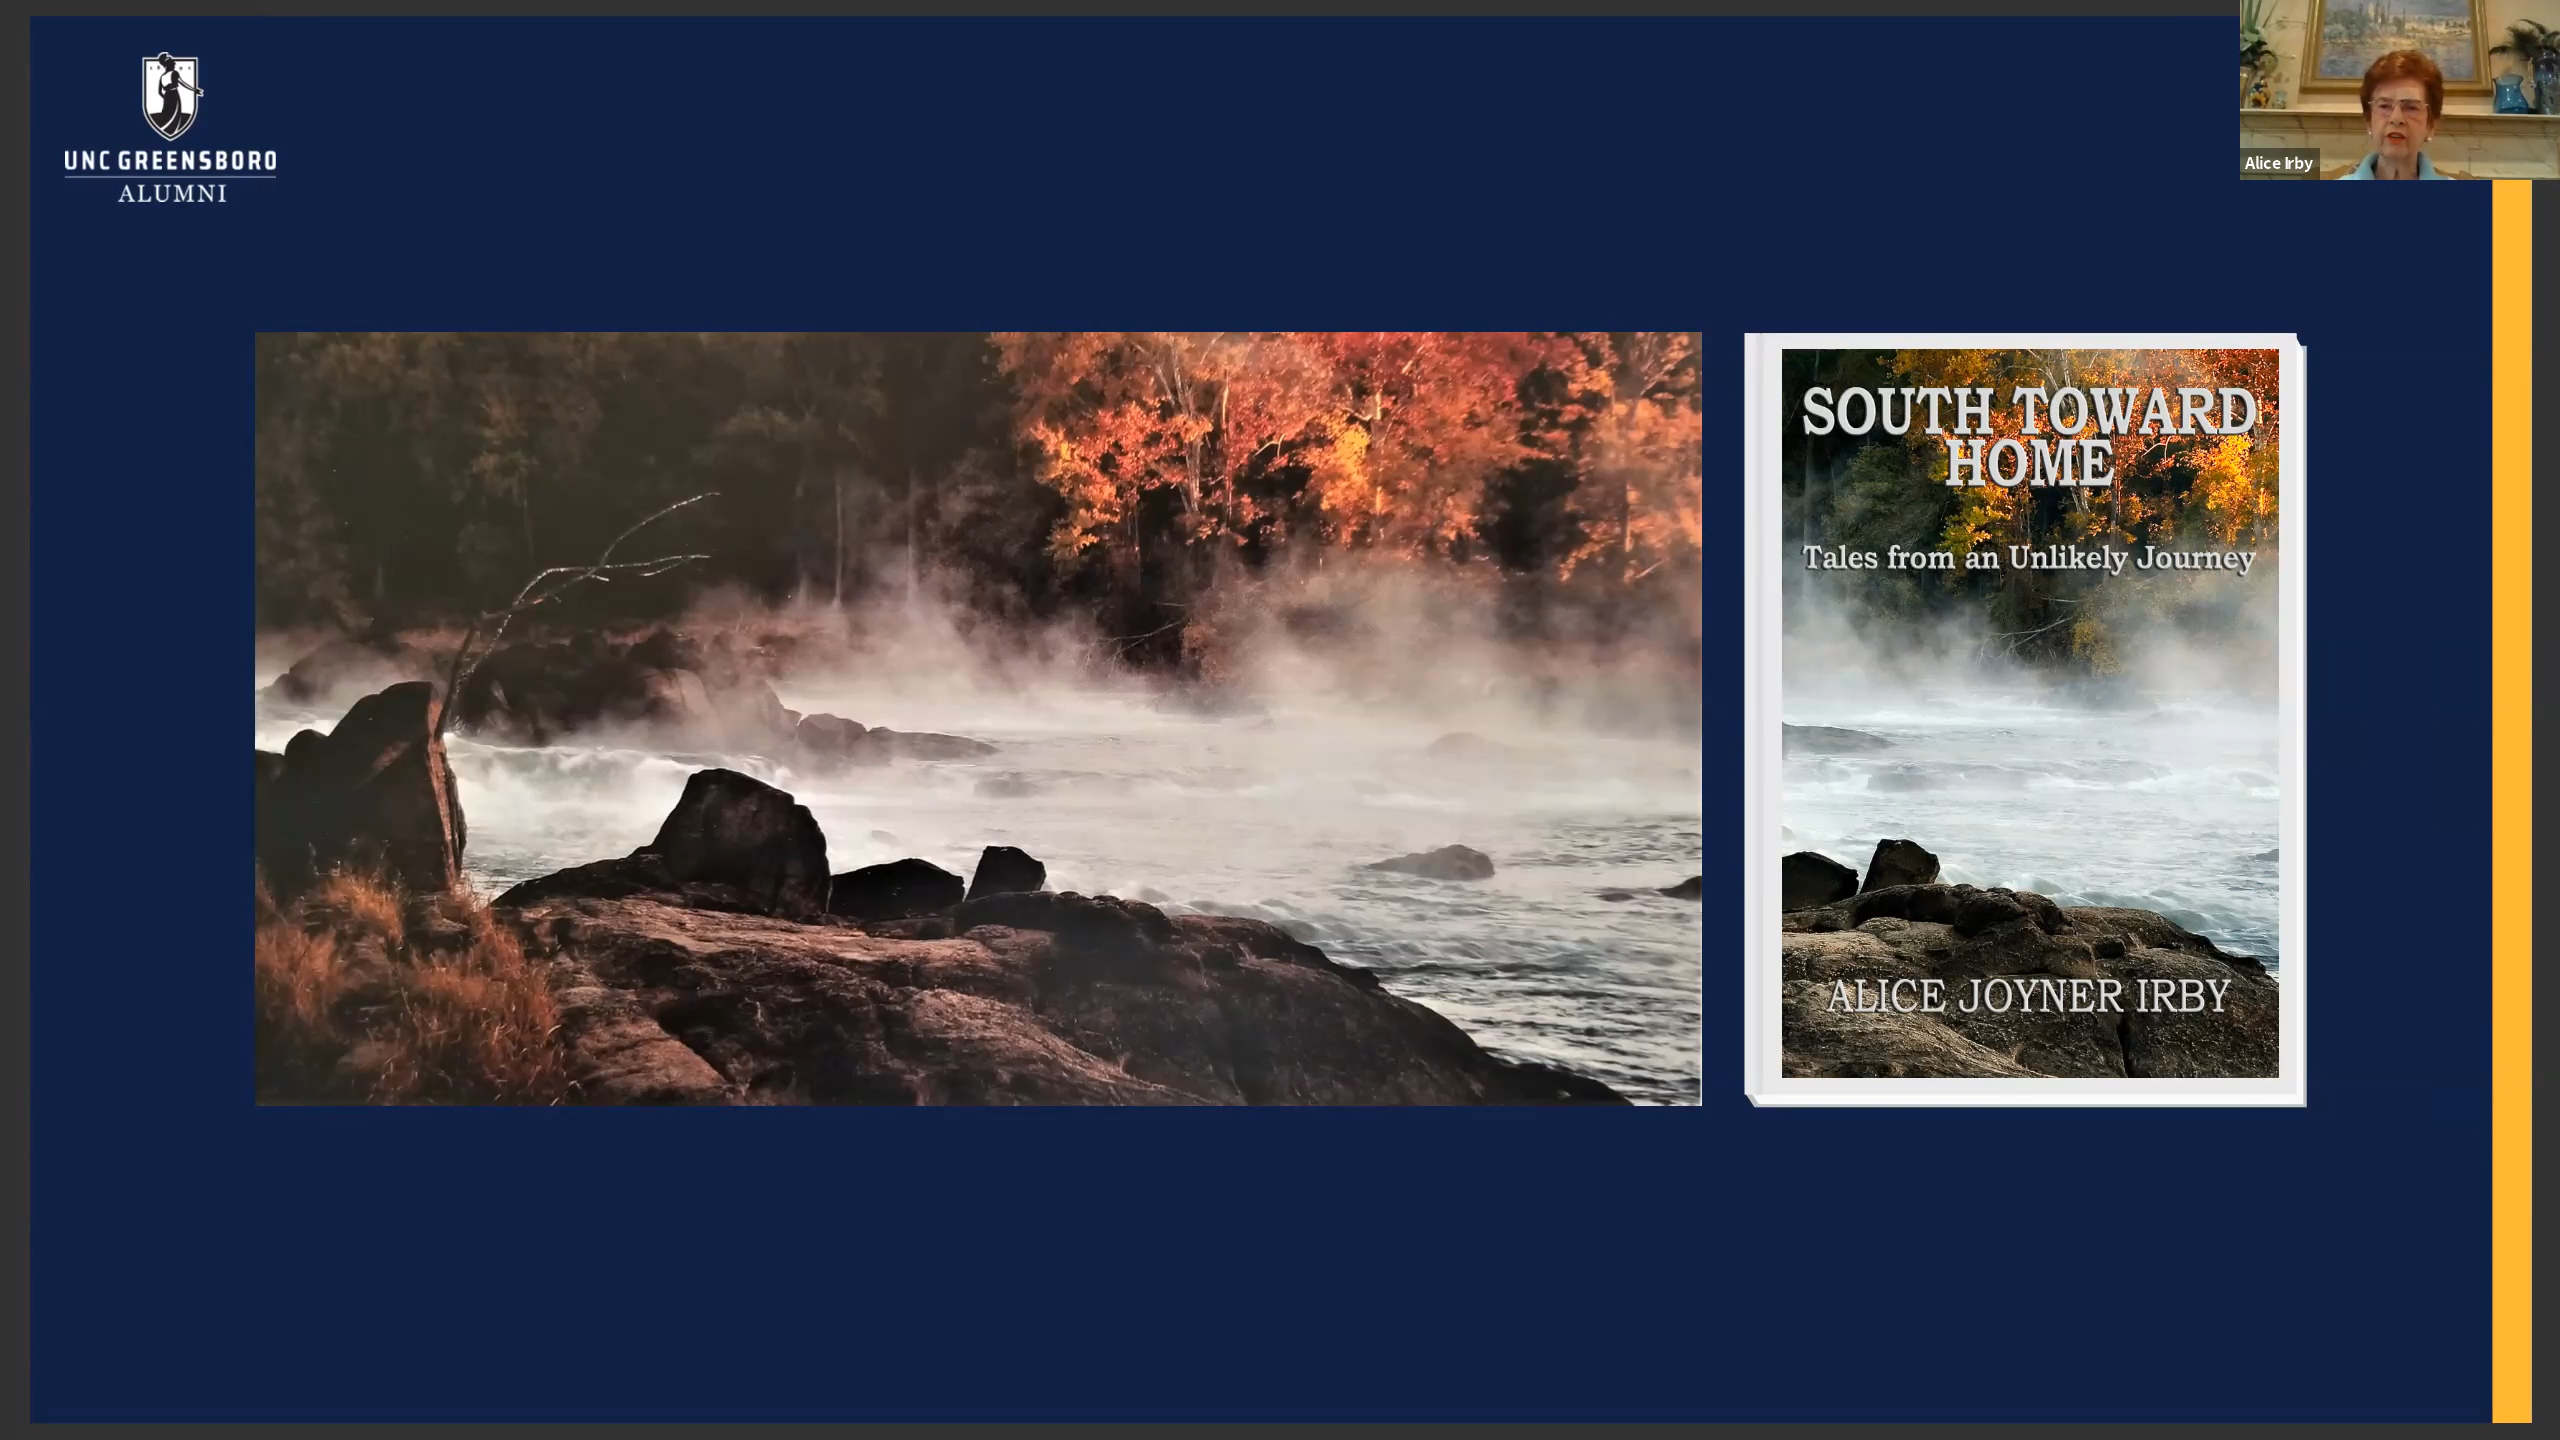 UNC GREENSBORO
ALUMNI
Alice Irby
SOUTH TOWARD
HOME
Tales from an Unlikely Journey
ALICE JOYNER IRBY